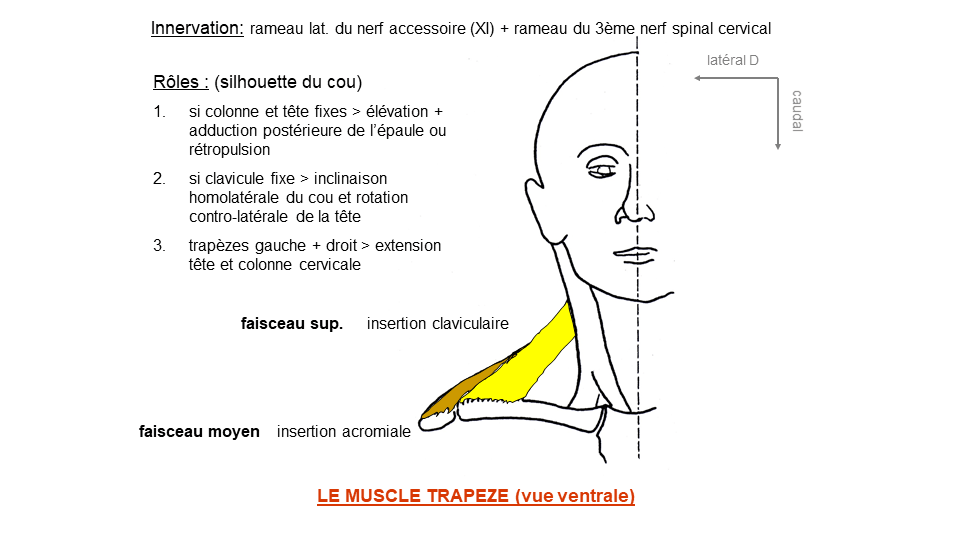 Innervation: rameau lat. du nerf accessoire (XI) + rameau du 3ème nerf spinal cervical
latéral D
caudal
Rôles : (silhouette du cou)
1. si colonne et tête fixes > élévation +
adduction postérieure de l'épaule ou
rétropulsion
2. si clavicule fixe > inclinaison
homolatérale du cou et rotation
contro-latérale de la tête
3. trapèzes gauche + droit > extension
tête et colonne cervicale
faisceau sup. insertion claviculaire
faisceau moyen insertion acromiale
LE MUSCLE TRAPEZE (vue ventrale)